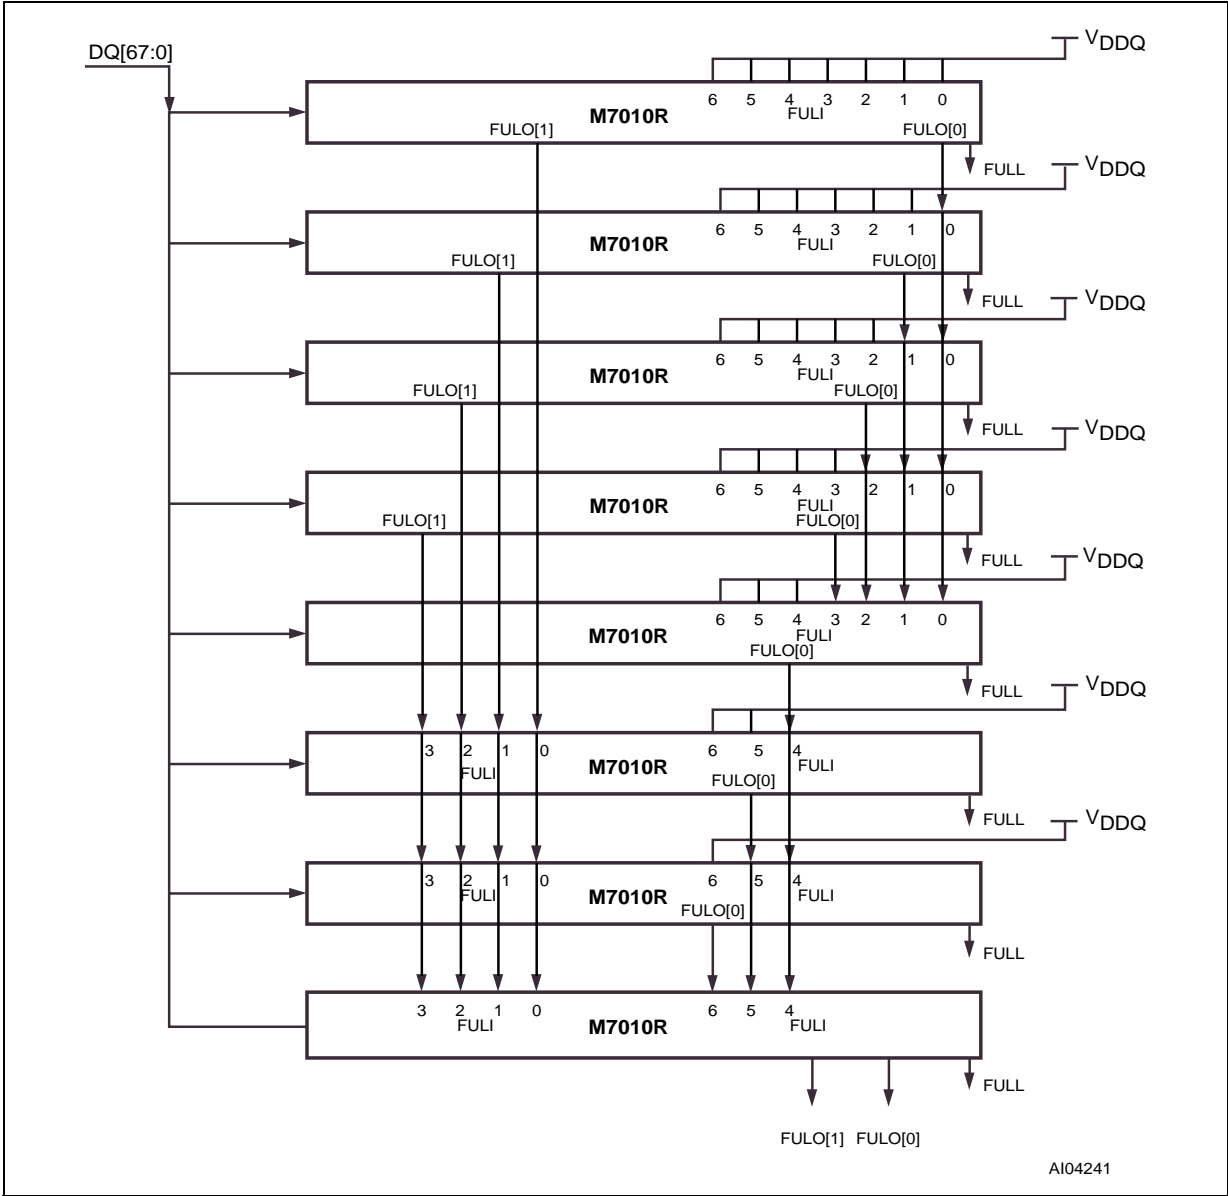 DQ[67:0]
VDDQ
6 5 4 3 2 1 0
FULI
M7010R
FULO[1]
FULO[0]
FULL
VDDQ
6 5 4 3 2 1 0
FULI
M7010R
FULO[1]
FULO[0]
FULL
VDDQ
6 5 4 3 2 1 0
FULI
M7010R
FULO[1]
FULO[0]
FULL
VDDQ
6 5 4 3 2 1 0
FULI
M7010R
FULO[1]
FULO[0]
FULL
VDDQ
6 5 4 3 2 1 0
FULI
M7010R
FULO[0]
FULL
VDDQ
3 2 1 0 6 5 4
FULI
M7010R
FULI
FULO[0]
FULL
VDDQ
3 2 1 0 6 5 4
FULI
M7010R
FULI
FULO[0]
FULL
3 2 1 0 6 5 4
FULI
M7010R
FULI
FULL
FULO[1] FULO[0]
AI04241